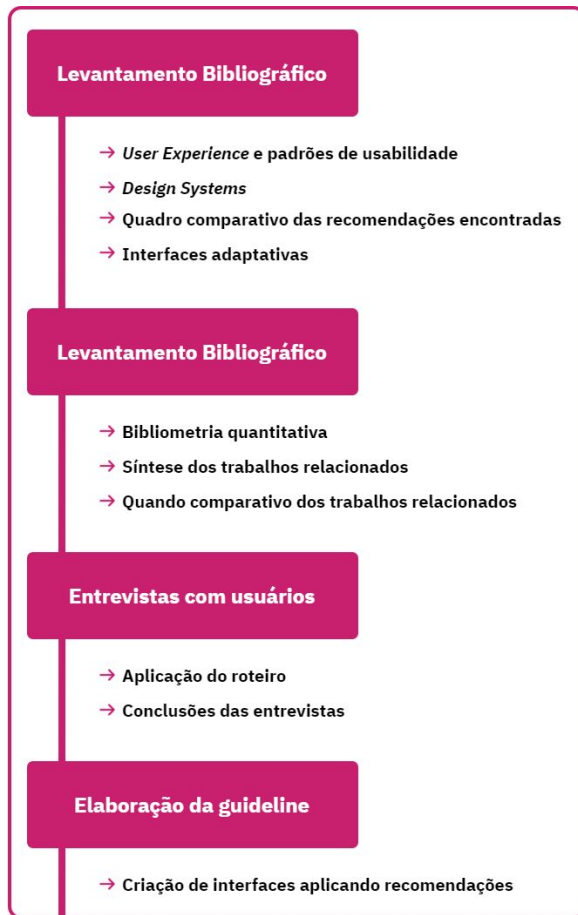 Levantamento Bibliográfico
→ User Experience e padrões de usabilidade
→ Design Systems
→ Quadro comparativo das recomendações encontradas
→ Interfaces adaptativas
Levantamento Bibliográfico
→ Bibliometria quantitativa
→ Síntese dos trabalhos relacionados
→ Quando comparativo dos trabalhos relacionados
Entrevistas com usuários
→ Aplicação do roteiro
→ Conclusões das entrevistas
Elaboração da guideline
→ Criação de interfaces aplicando recomendações